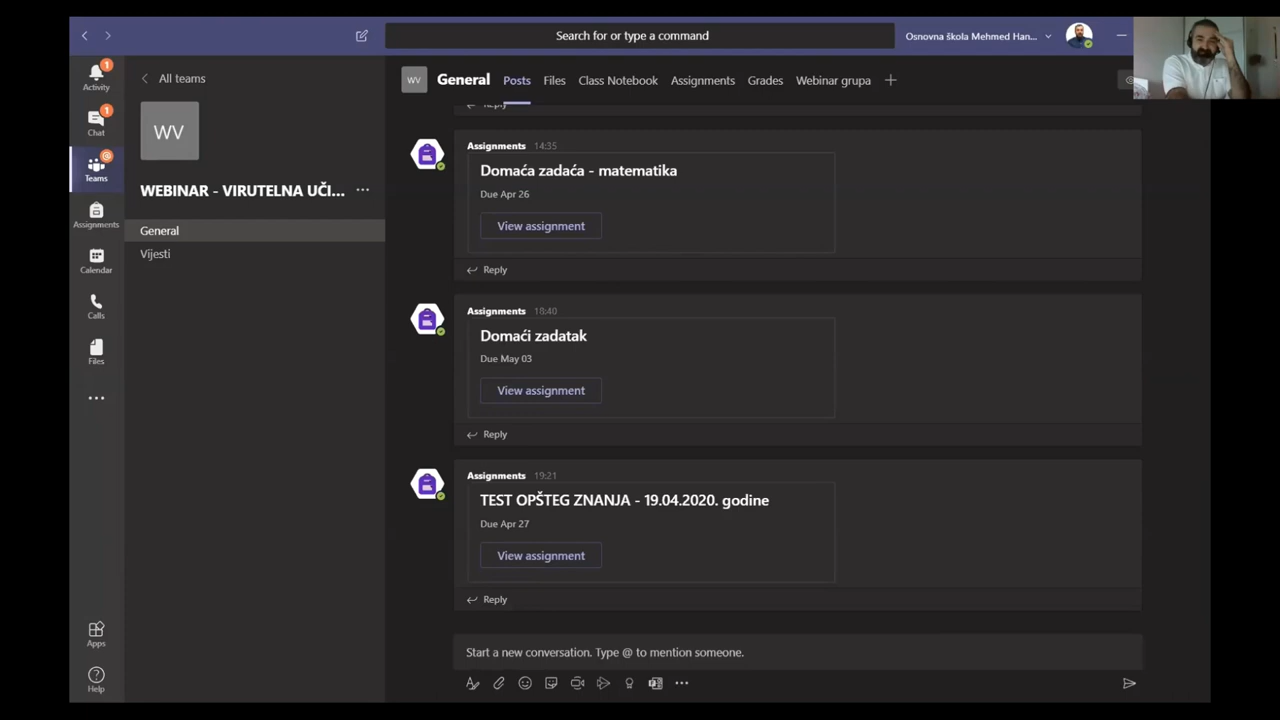 Search for or type a command
Osnovna škola Mehmed Han...
1
Activity
1
Chat
Teams
Assignments
Calendar
Calls
Files
Apps
Help
All teams
WV
WEBINAR - VIRUTELNA UČI...
General
Vijesti
WV
General
Posts
Files
Class Notebook
Assignments
Grades
Webinar grupa
Reply
Assignments 14:35
Domaća zadaća - matematika
Due Apr 26
View assignment
Reply
Assignments 18:40
Domaći zadatak
Due May 03
View assignment
Reply
Assignments 19:21
TEST OPŠTEG ZNANJA - 19.04.2020. godine
Due Apr 27
View assignment
Reply
Start a new conversation. Type @ to mention someone.